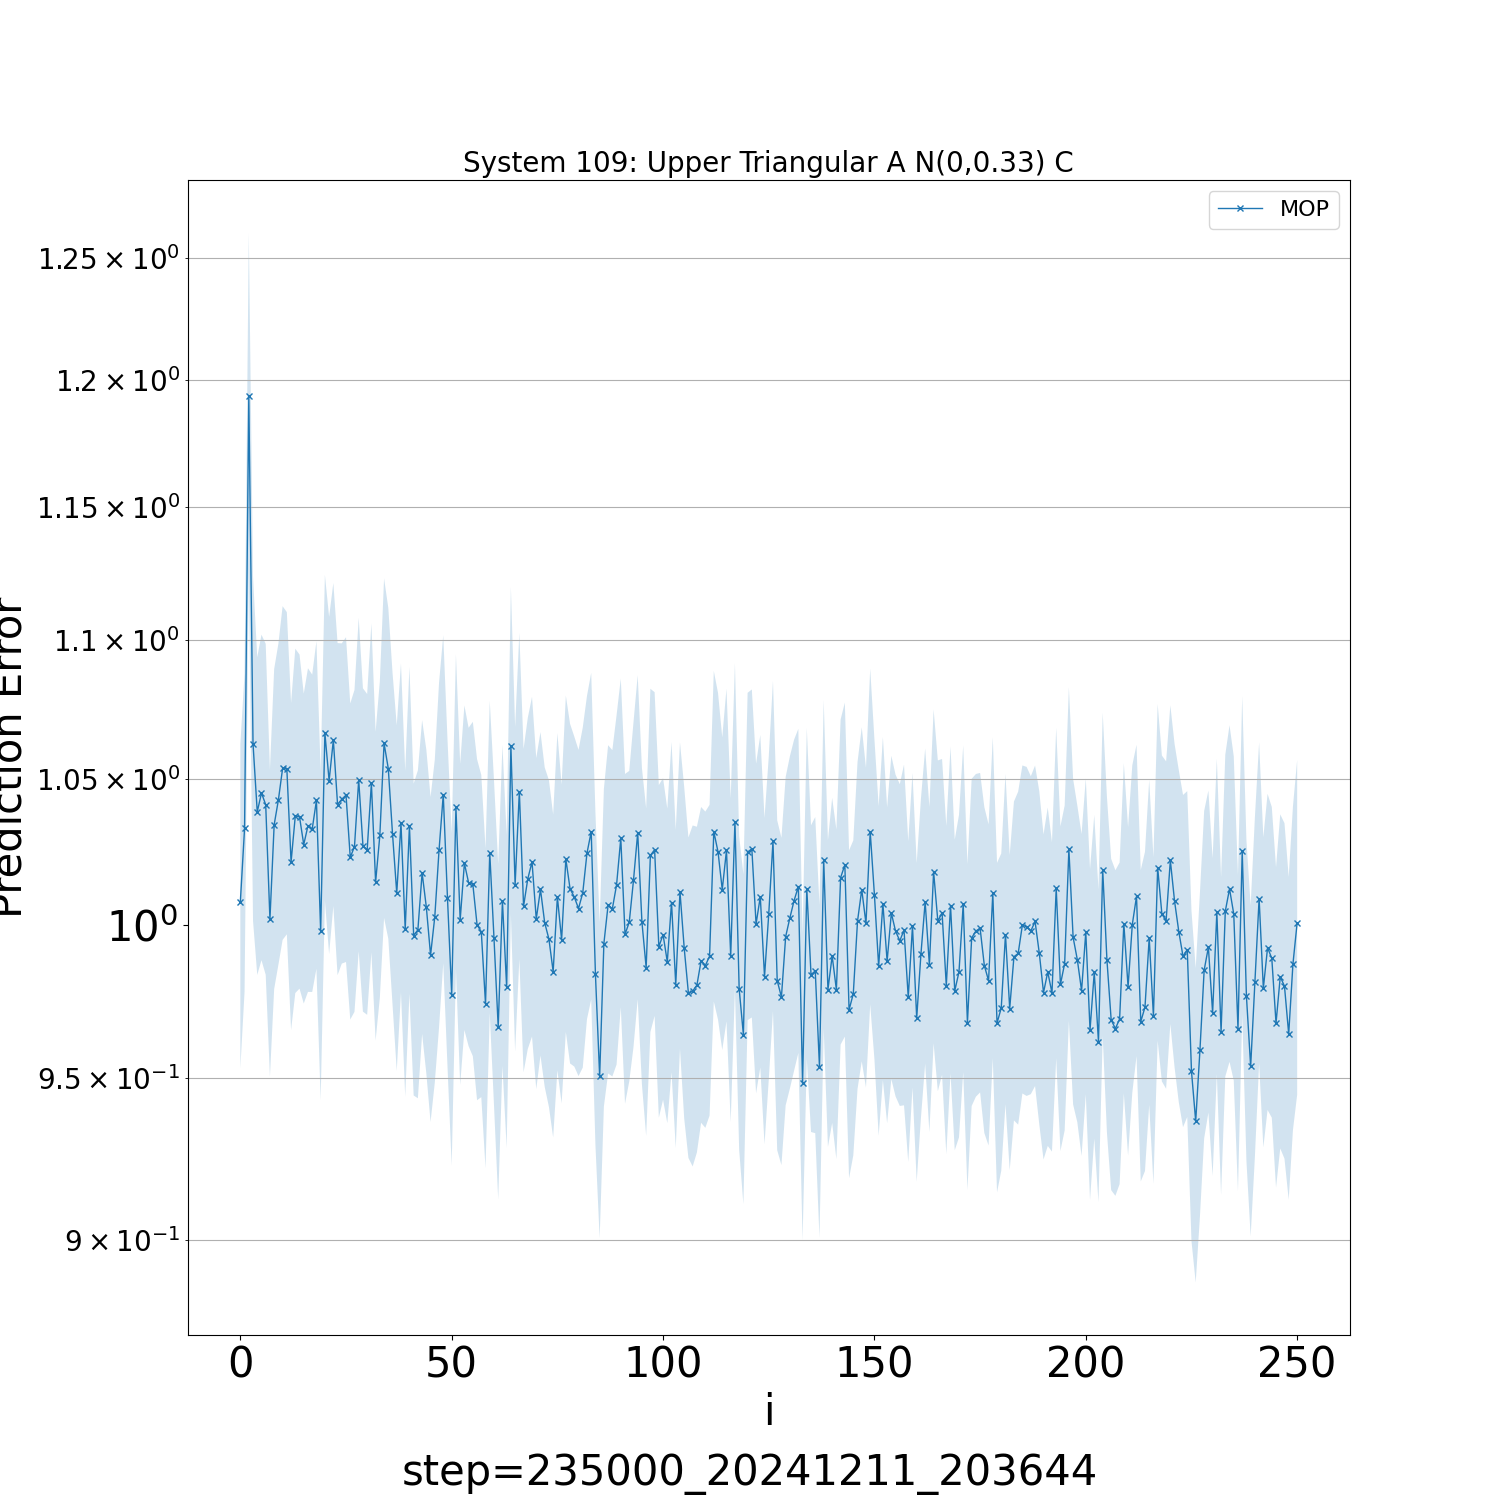 System 109: Upper Triangular A N(0,0.33) C
MOP
1.25 × 10⁰
1.2 × 10⁰
1.15 × 10⁰
1.1 × 10⁰
1.05 × 10⁰
10⁰
9.5 × 10⁻¹
9 × 10⁻¹
Prediction Error
0 50 100 150 200 250
i
step=235000_20241211_203644